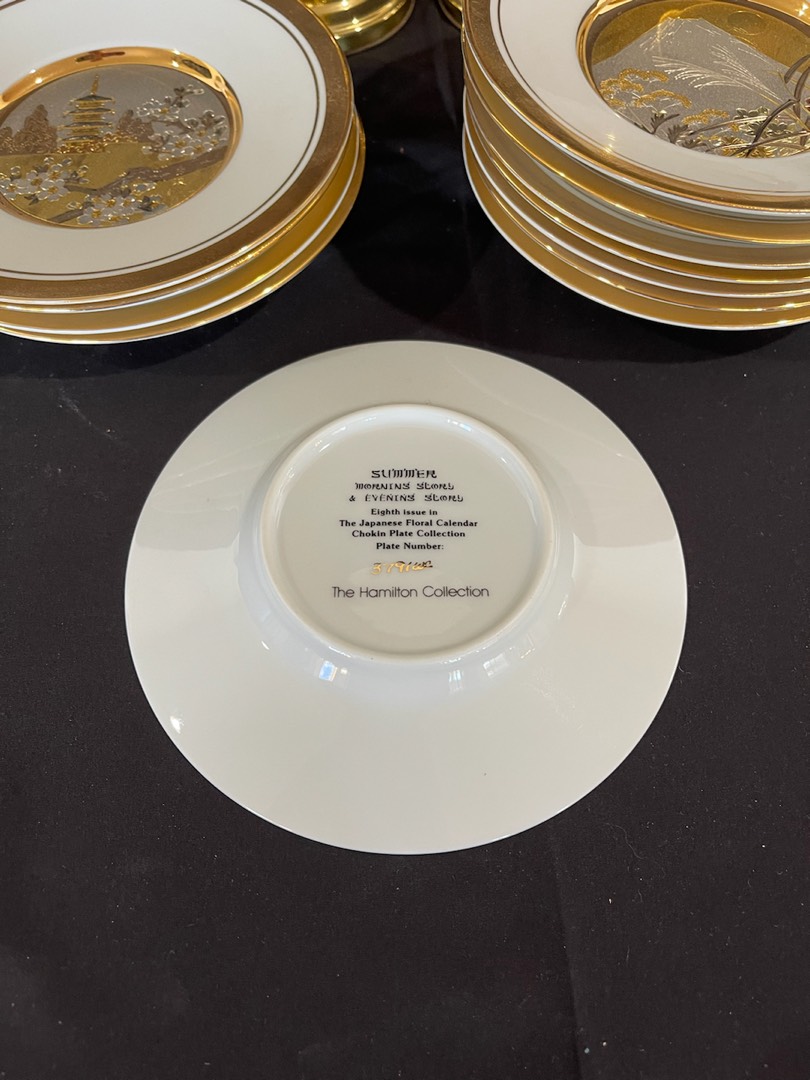 SUMMER
MORNING GLORY
& EVENING GLORY
Eighth issue in
The Japanese Floral Calendar
Chokin Plate Collection
Plate Number:
The Hamilton Collection